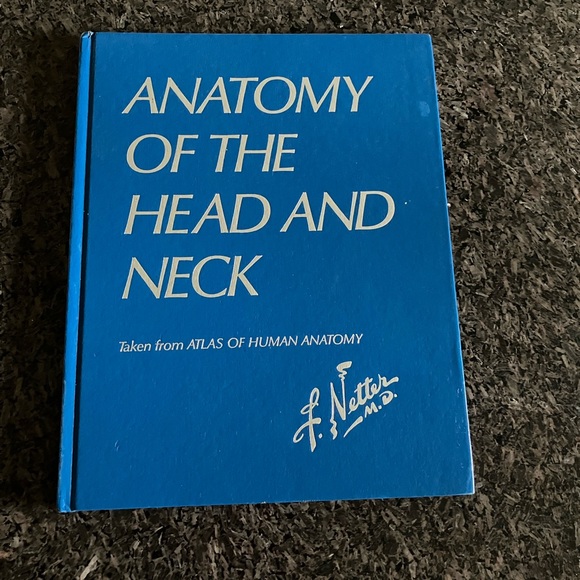 ANATOMY
OF THE
HEAD AND
NECK
Taken from ATLAS OF HUMAN ANATOMY
F. Netter
M.D.